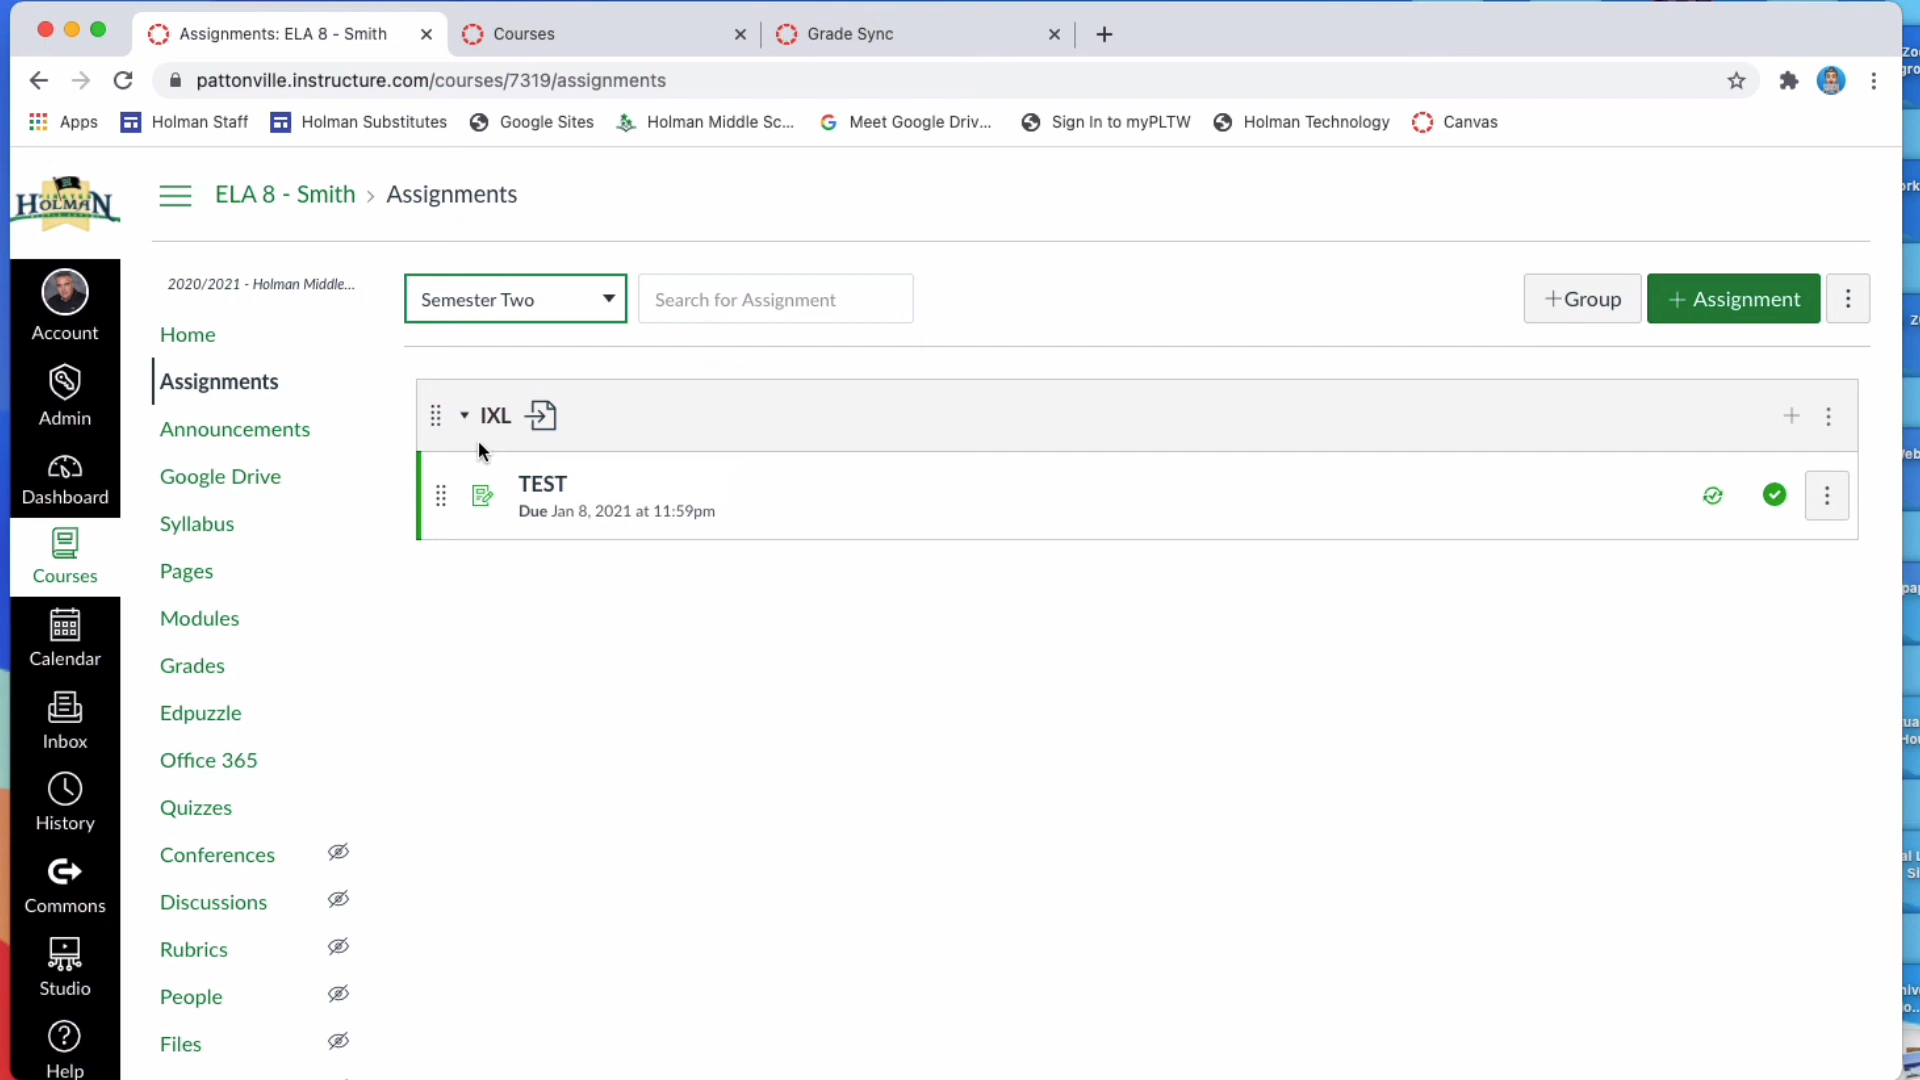 Assignments: ELA 8 - Smith
Courses
Grade Sync
pattonville.instructure.com/courses/7319/assignments
Apps
Holman Staff
Holman Substitutes
Google Sites
Holman Middle Sc...
Meet Google Driv...
Sign In to myPLTW
Holman Technology
Canvas
HOLMAN
ELA 8 - Smith › Assignments
Account
Admin
Dashboard
Courses
Calendar
Inbox
History
Commons
Studio
Help
2020/2021 - Holman Middle...
Home
Assignments
Announcements
Google Drive
Syllabus
Pages
Modules
Grades
Edpuzzle
Office 365
Quizzes
Conferences
Discussions
Rubrics
People
Files
Semester Two
Search for Assignment
+Group
+ Assignment
IXL
TEST
Due Jan 8, 2021 at 11:59pm